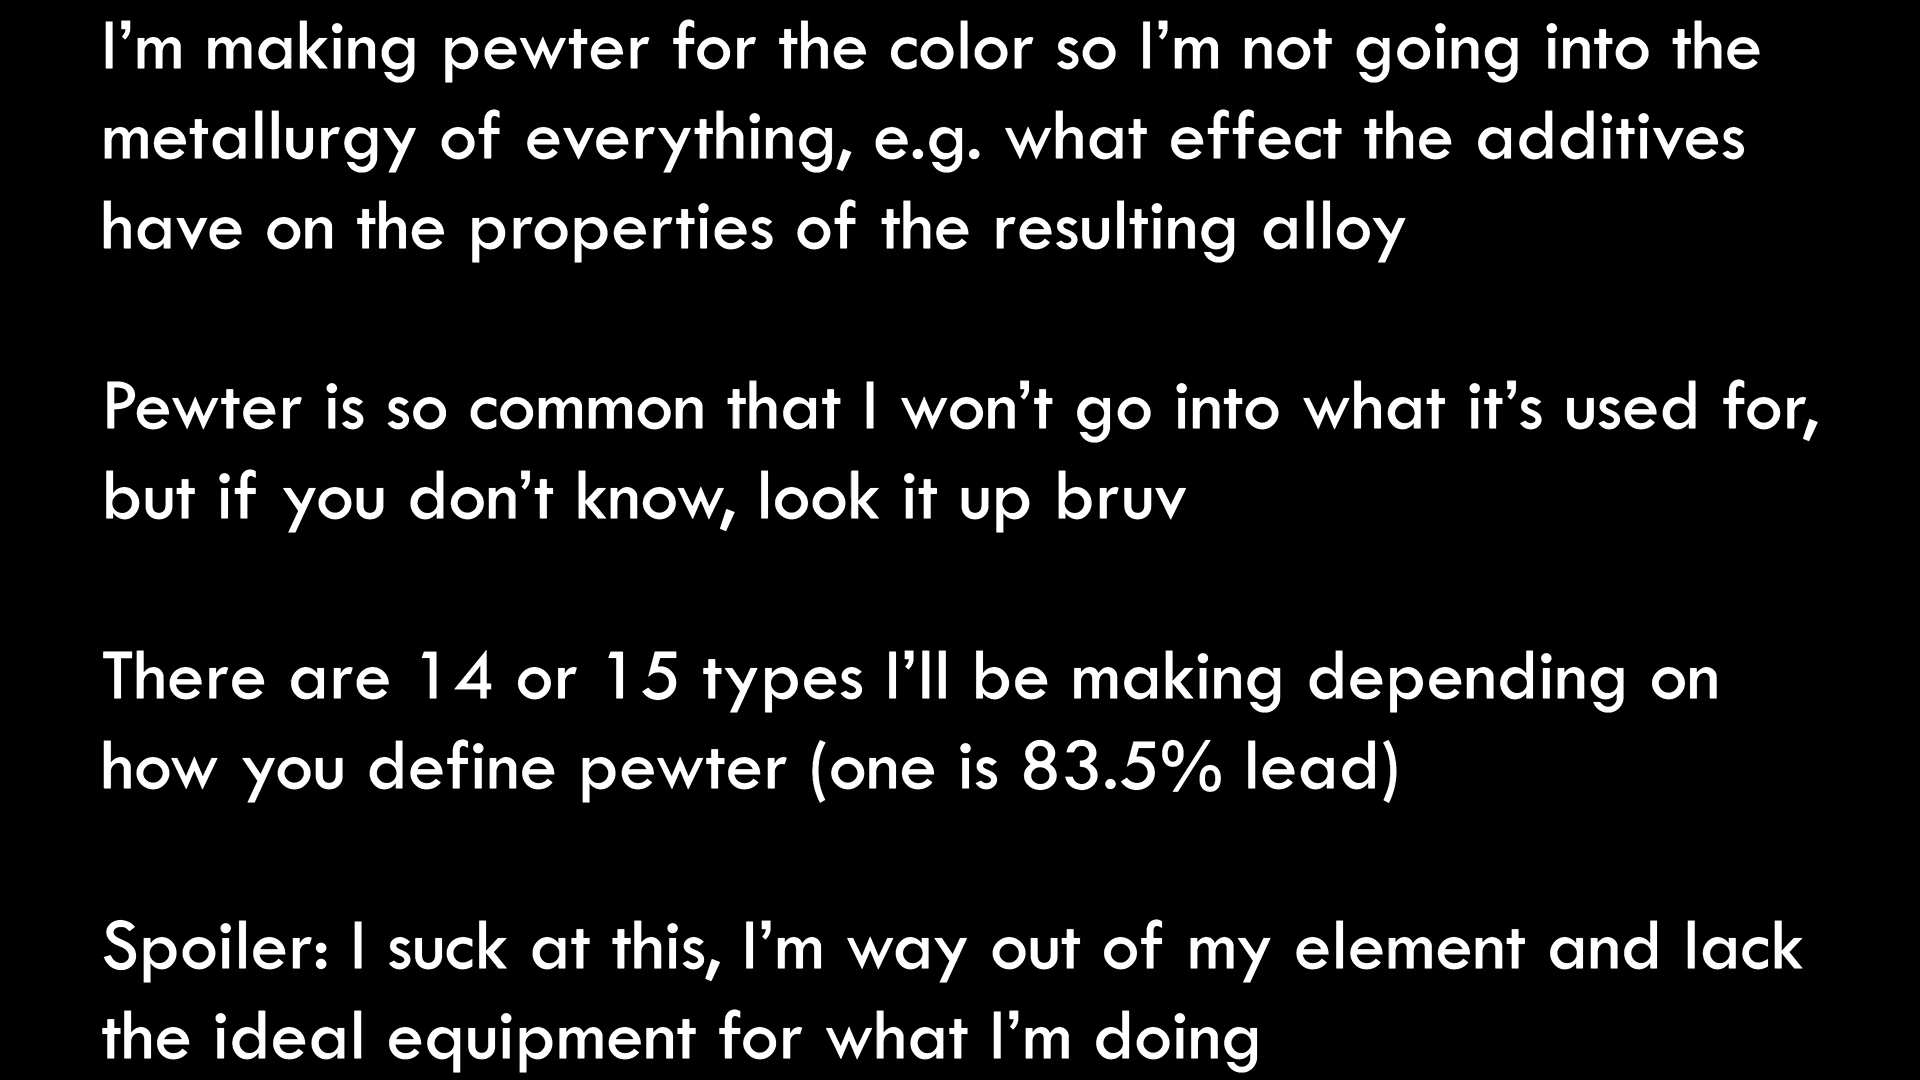 I’m making pewter for the color so I’m not going into the
metallurgy of everything, e.g. what effect the additives
have on the properties of the resulting alloy
Pewter is so common that I won’t go into what it’s used for,
but if you don’t know, look it up bruv
There are 14 or 15 types I’ll be making depending on
how you define pewter (one is 83.5% lead)
Spoiler: I suck at this, I’m way out of my element and lack
the ideal equipment for what I’m doing